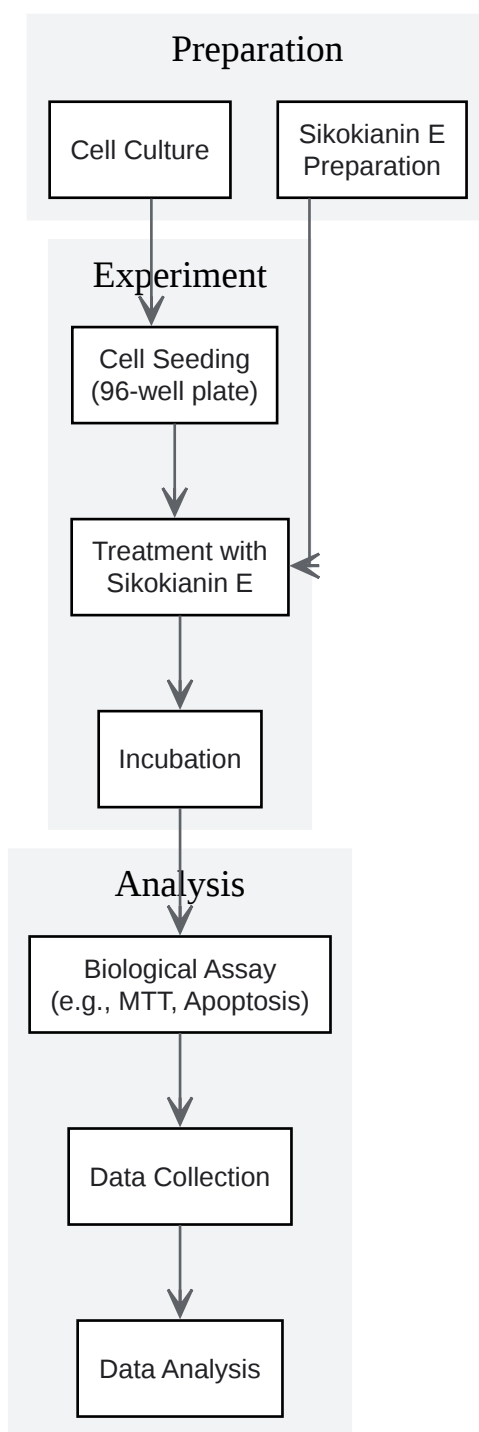 Preparation
Cell Culture
Sikokianin E
Preparation
Experiment
Cell Seeding
(96-well plate)
Treatment with
Sikokianin E
Incubation
Analysis
Biological Assay
(e.g., MTT, Apoptosis)
Data Collection
Data Analysis